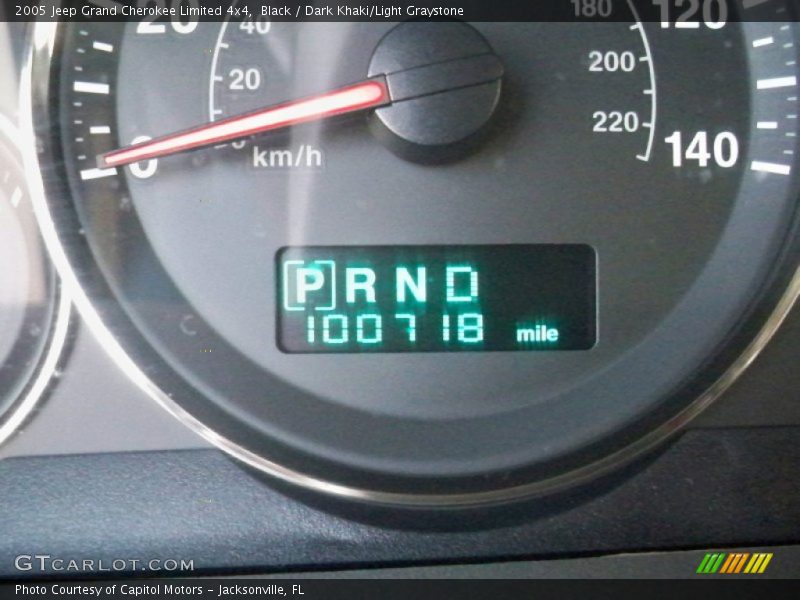 2005 Jeep Grand Cherokee Limited 4x4, Black / Dark Khaki/Light Graystone
20 40 180 120
20 200
0 km/h 220 140
P R N D
100718 mile
GTCARLOT.COM
Photo Courtesy of Capitol Motors - Jacksonville, FL